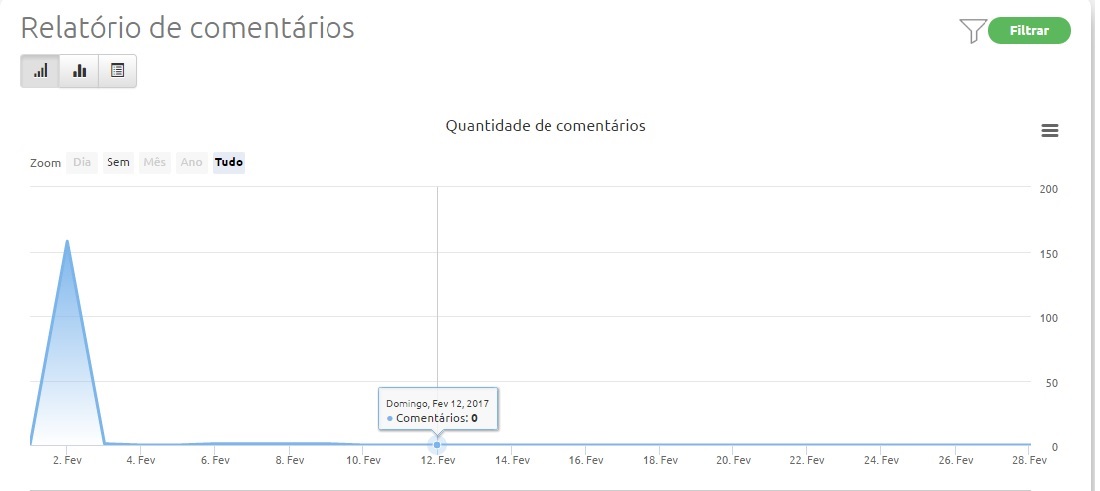 Relatório de comentários
Filtrar
Quantidade de comentários
Zoom Dia Sem Mês Ano Tudo
200
150
100
50
0
Domingo, Fev 12, 2017
Comentários: 0
2. Fev 4. Fev 6. Fev 8. Fev 10. Fev 12. Fev 14. Fev 16. Fev 18. Fev 20. Fev 22. Fev 24. Fev 26. Fev 28. Fev